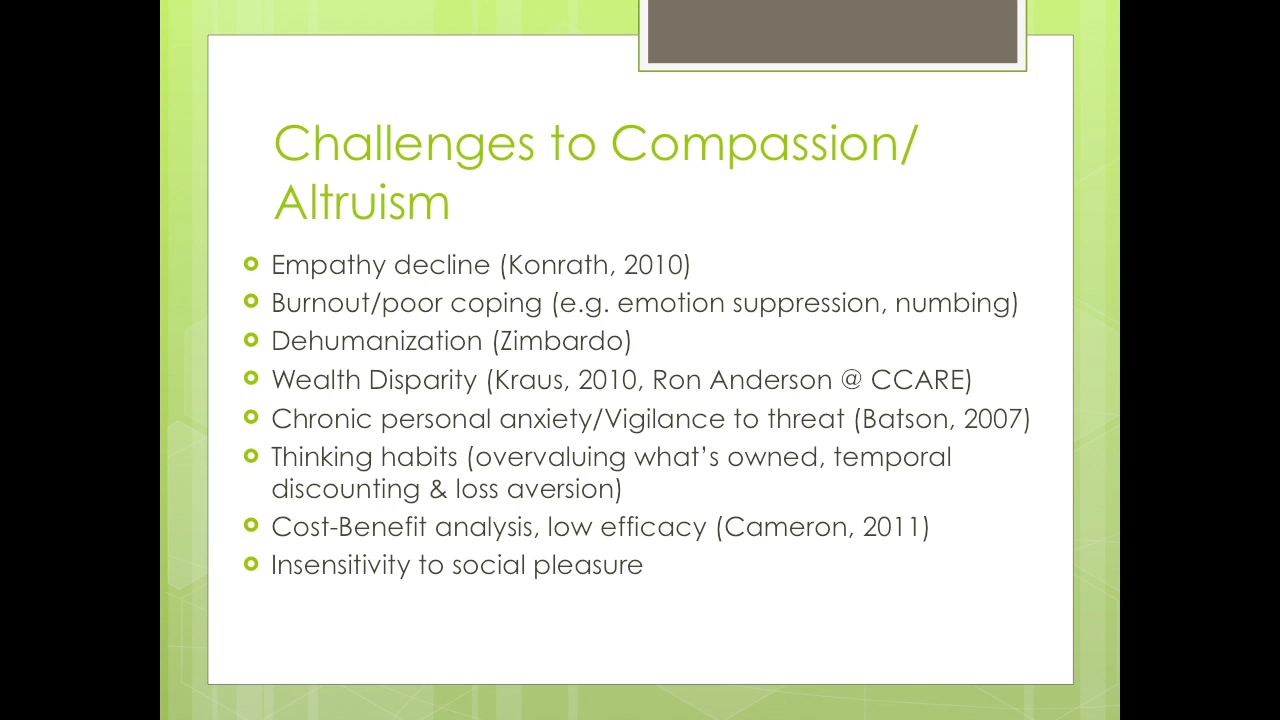 Challenges to Compassion/
Altruism
Empathy decline (Konrath, 2010)
Burnout/poor coping (e.g. emotion suppression, numbing)
Dehumanization (Zimbardo)
Wealth Disparity (Kraus, 2010, Ron Anderson @ CCARE)
Chronic personal anxiety/Vigilance to threat (Batson, 2007)
Thinking habits (overvaluing what’s owned, temporal
discounting & loss aversion)
Cost-Benefit analysis, low efficacy (Cameron, 2011)
Insensitivity to social pleasure